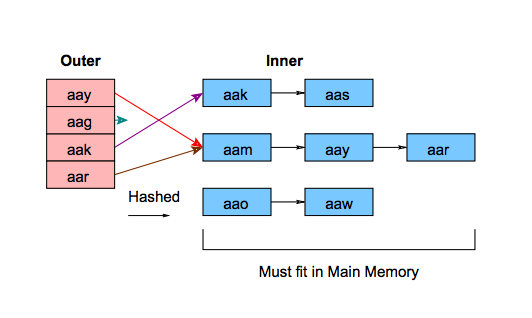 Outer Inner
aay aak aas
aag
aak aam aay aar
aar
Hashed aao aaw
Must fit in Main Memory